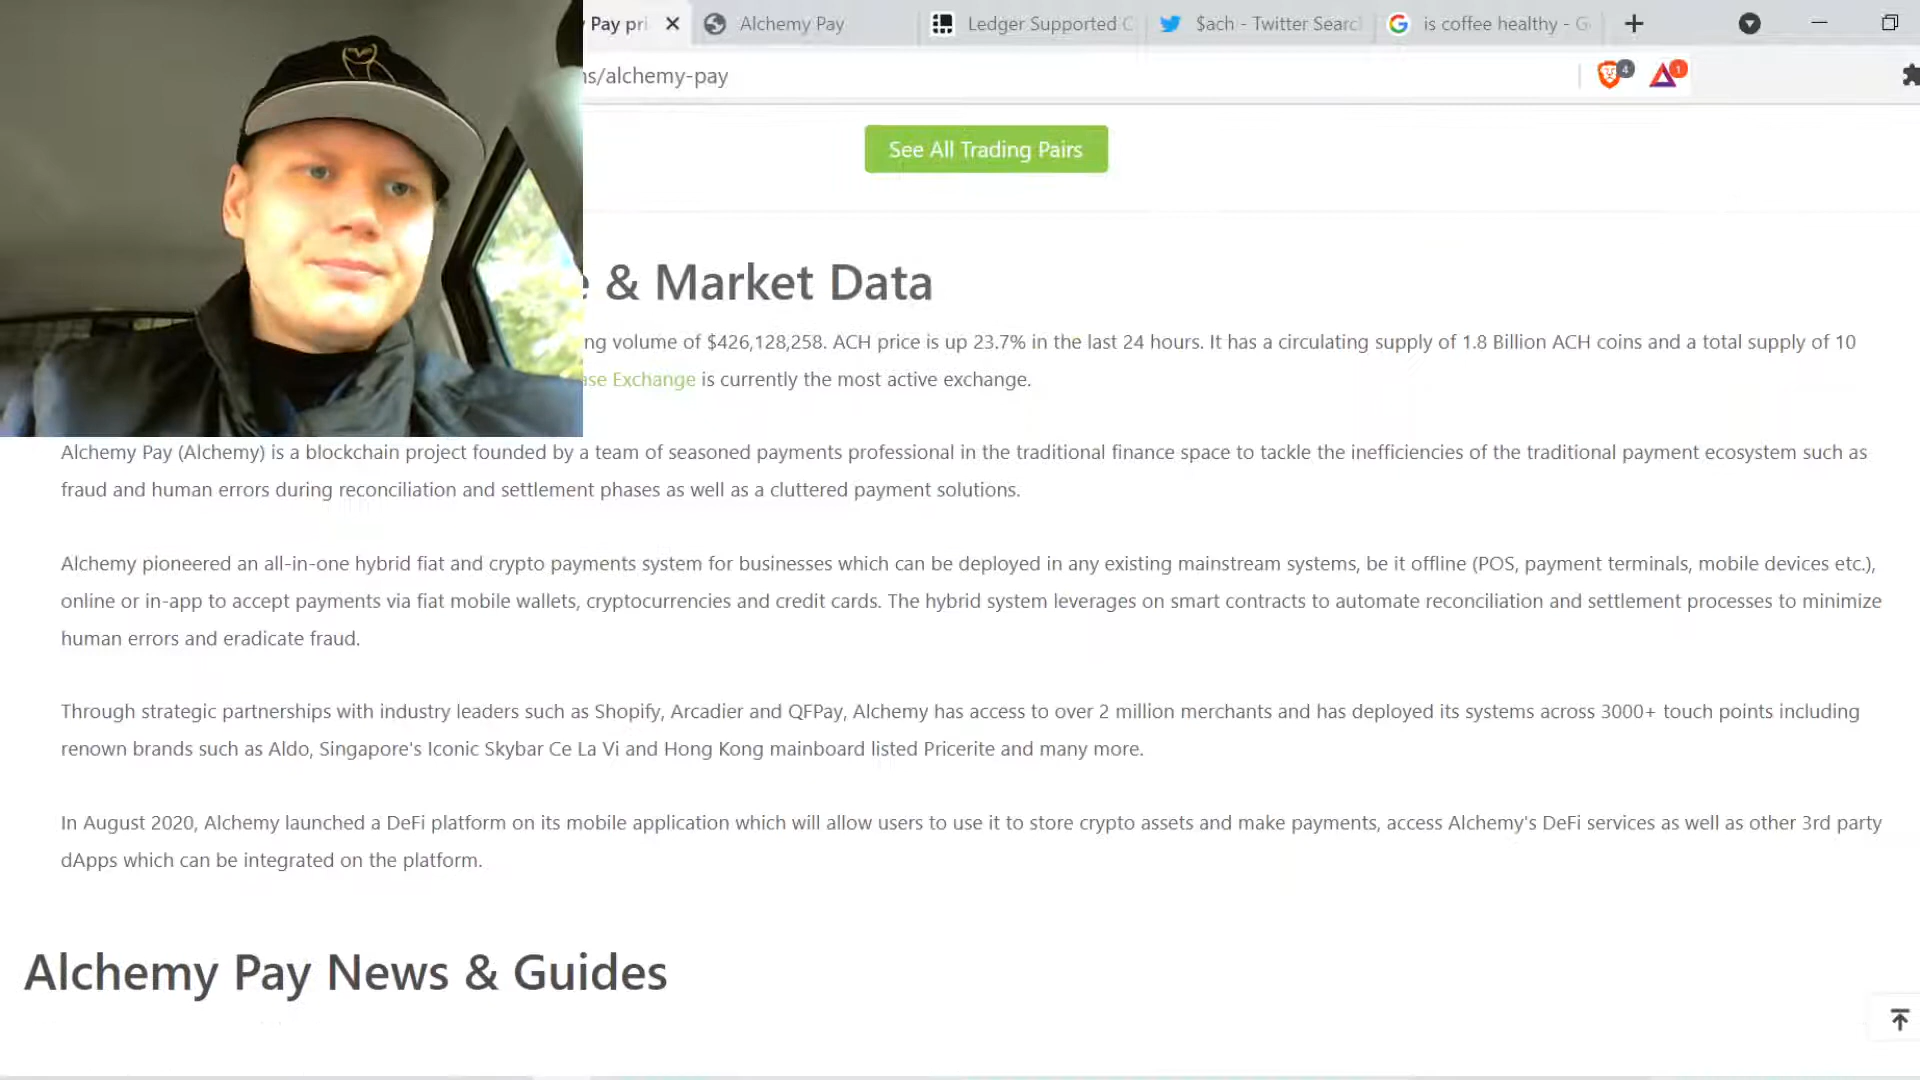 Pay pri
Alchemy Pay
Ledger Supported C
$ach - Twitter Searc
is coffee healthy - G
ns/alchemy-pay
4
1
See All Trading Pairs
e & Market Data
ng volume of $426,128,258. ACH price is up 23.7% in the last 24 hours. It has a circulating supply of 1.8 Billion ACH coins and a total supply of 10
ase Exchange is currently the most active exchange.
Alchemy Pay (Alchemy) is a blockchain project founded by a team of seasoned payments professional in the traditional finance space to tackle the inefficiencies of the traditional payment ecosystem such as
fraud and human errors during reconciliation and settlement phases as well as a cluttered payment solutions.
Alchemy pioneered an all-in-one hybrid fiat and crypto payments system for businesses which can be deployed in any existing mainstream systems, be it offline (POS, payment terminals, mobile devices etc.),
online or in-app to accept payments via fiat mobile wallets, cryptocurrencies and credit cards. The hybrid system leverages on smart contracts to automate reconciliation and settlement processes to minimize
human errors and eradicate fraud.
Through strategic partnerships with industry leaders such as Shopify, Arcadier and QFPay, Alchemy has access to over 2 million merchants and has deployed its systems across 3000+ touch points including
renown brands such as Aldo, Singapore's Iconic Skybar Ce La Vi and Hong Kong mainboard listed Pricerite and many more.
In August 2020, Alchemy launched a DeFi platform on its mobile application which will allow users to use it to store crypto assets and make payments, access Alchemy's DeFi services as well as other 3rd party
dApps which can be integrated on the platform.
Alchemy Pay News & Guides